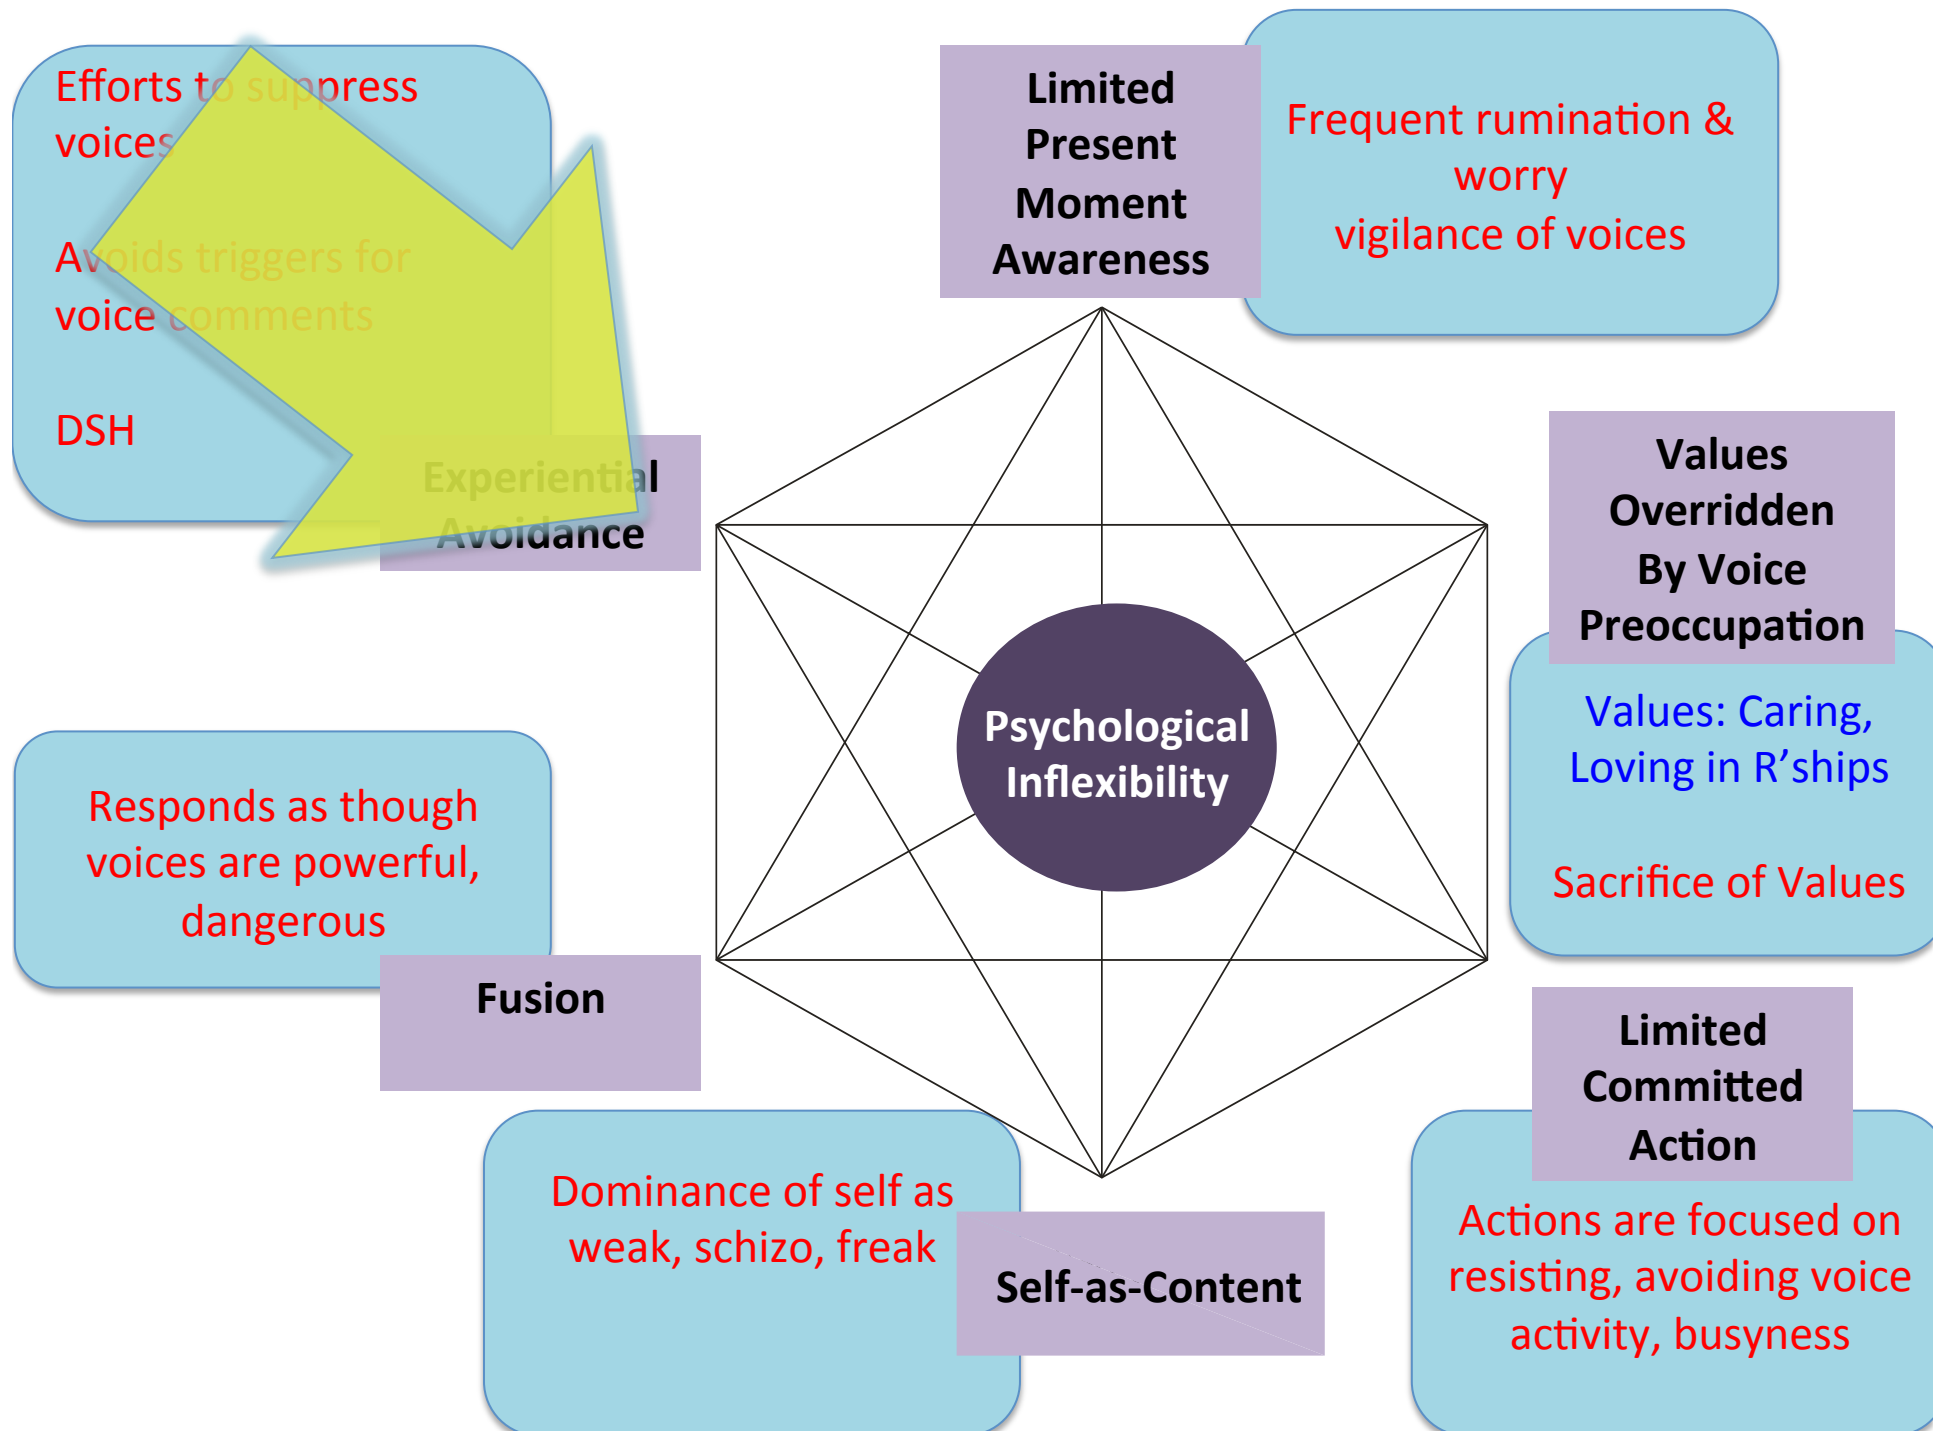 Efforts to suppress
voices
Avoids triggers for
voice comments
DSH
Experiential
Avoidance
Limited
Present
Moment
Awareness
Frequent rumination &
worry
vigilance of voices
Values
Overridden
By Voice
Preoccupation
Values: Caring,
Loving in R’ships
Sacrifice of Values
Psychological
Inflexibility
Responds as though
voices are powerful,
dangerous
Fusion
Limited
Committed
Action
Actions are focused on
resisting, avoiding voice
activity, busyness
Dominance of self as
weak, schizo, freak
Self-as-Content